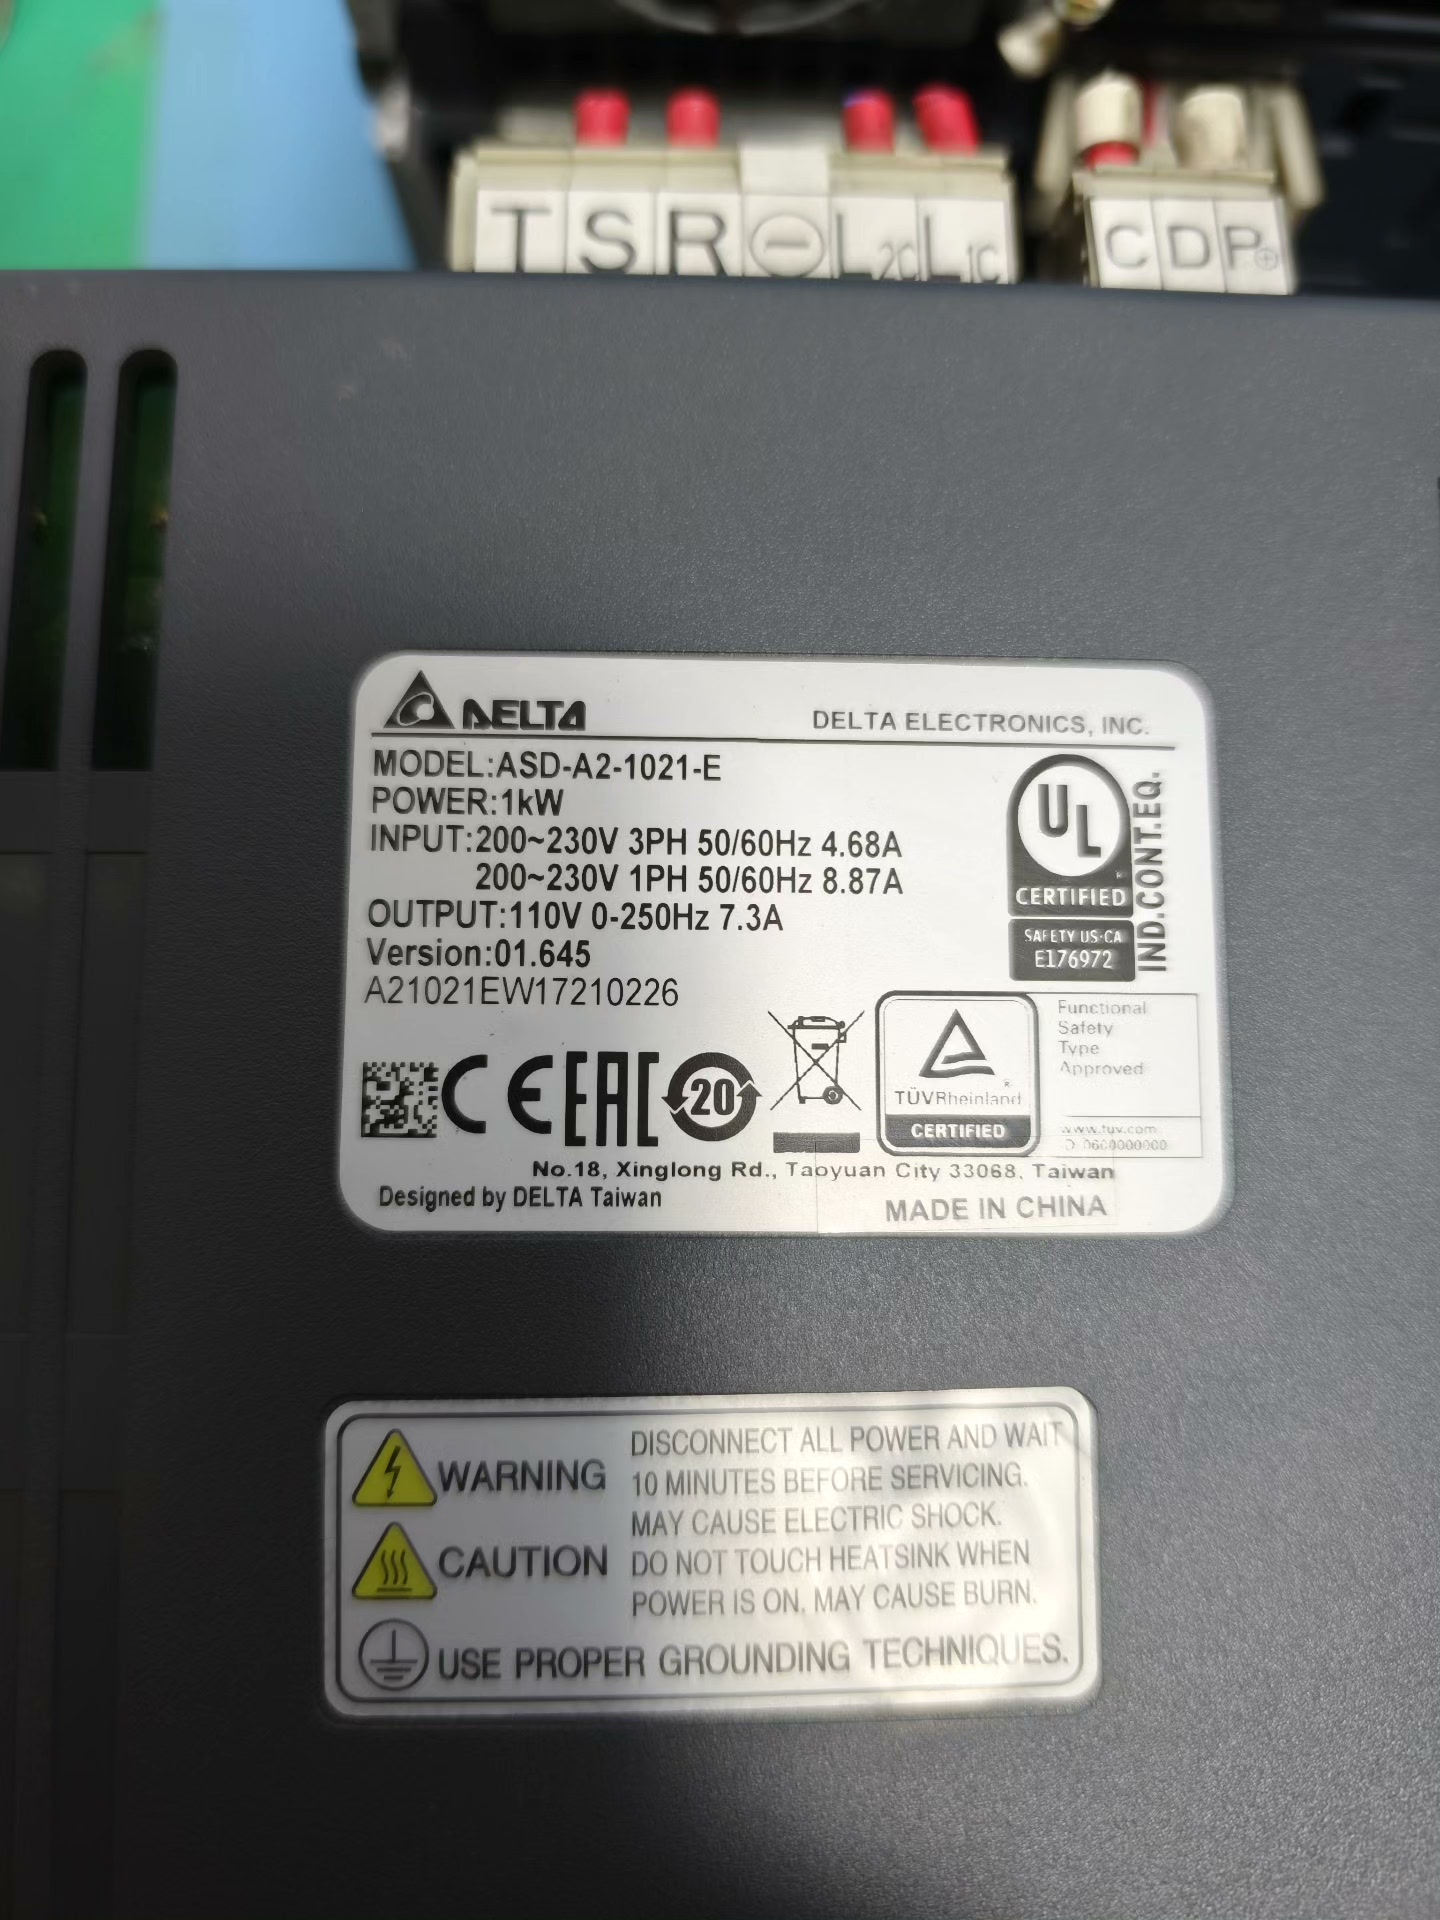 T S R ⊖ L2C L1C
C D P⊕
DELTA
DELTA ELECTRONICS, INC.
MODEL:ASD-A2-1021-E
POWER:1kW
INPUT:200~230V 3PH 50/60Hz 4.68A
200~230V 1PH 50/60Hz 8.87A
OUTPUT:110V 0-250Hz 7.3A
Version:01.645
A21021EW17210226
UL
®
CERTIFIED
SAFETY US·CA
E176972
IND.CONT.EQ.
CE EAC 20
TÜVRheinland
®
CERTIFIED
Functional
Safety
Type
Approved
www.tuv.com
0600000000
No.18, Xinglong Rd., Taoyuan City 33068, Taiwan
Designed by DELTA Taiwan
MADE IN CHINA
WARNING
DISCONNECT ALL POWER AND WAIT
10 MINUTES BEFORE SERVICING.
MAY CAUSE ELECTRIC SHOCK.
CAUTION
DO NOT TOUCH HEATSINK WHEN
POWER IS ON. MAY CAUSE BURN.
USE PROPER GROUNDING TECHNIQUES.